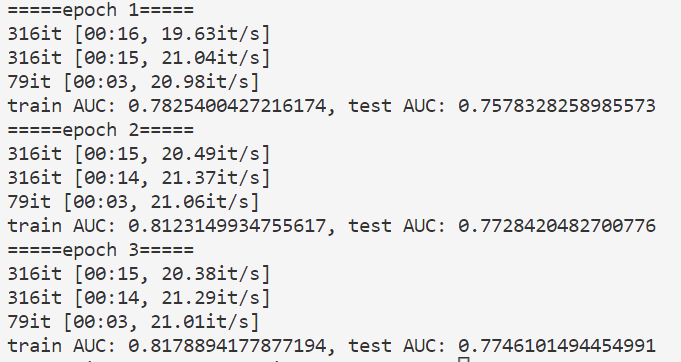 =====epoch 1=====
316it [00:16, 19.63it/s]
316it [00:15, 21.04it/s]
79it [00:03, 20.98it/s]
train AUC: 0.7825400427216174, test AUC: 0.7578328258985573
=====epoch 2=====
316it [00:15, 20.49it/s]
316it [00:14, 21.37it/s]
79it [00:03, 21.06it/s]
train AUC: 0.8123149934755617, test AUC: 0.7728420482700776
=====epoch 3=====
316it [00:15, 20.38it/s]
316it [00:14, 21.29it/s]
79it [00:03, 21.01it/s]
train AUC: 0.8178894177877194, test AUC: 0.7746101494454991